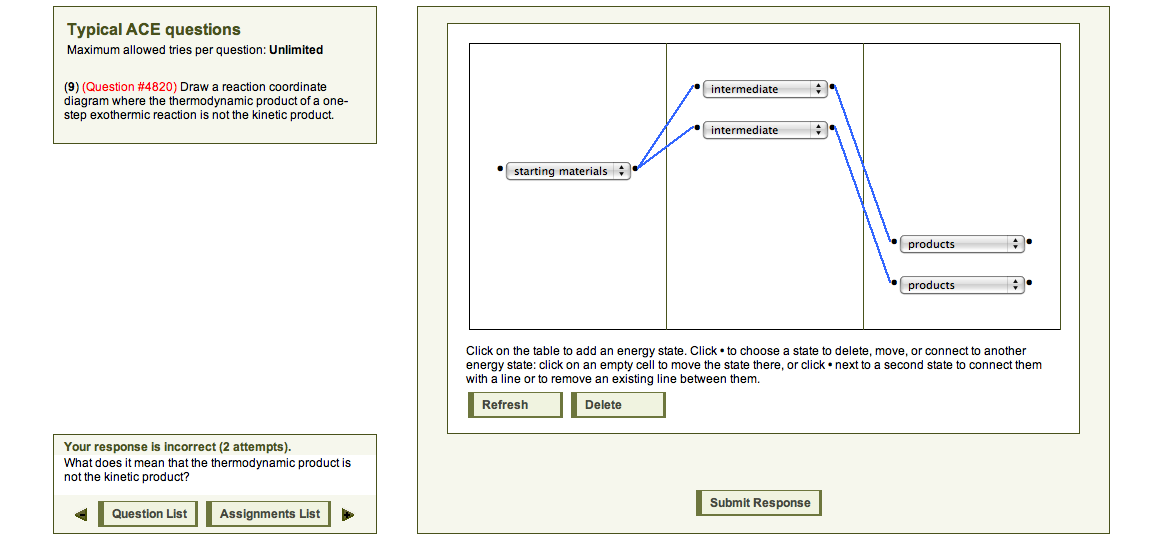 Typical ACE questions
Maximum allowed tries per question: Unlimited
(9) (Question #4820) Draw a reaction coordinate
diagram where the thermodynamic product of a one-
step exothermic reaction is not the kinetic product.
intermediate
intermediate
starting materials
products
products
Click on the table to add an energy state. Click • to choose a state to delete, move, or connect to another
energy state: click on an empty cell to move the state there, or click • next to a second state to connect them
with a line or to remove an existing line between them.
Refresh
Delete
Your response is incorrect (2 attempts).
What does it mean that the thermodynamic product is
not the kinetic product?
Question List
Assignments List
Submit Response